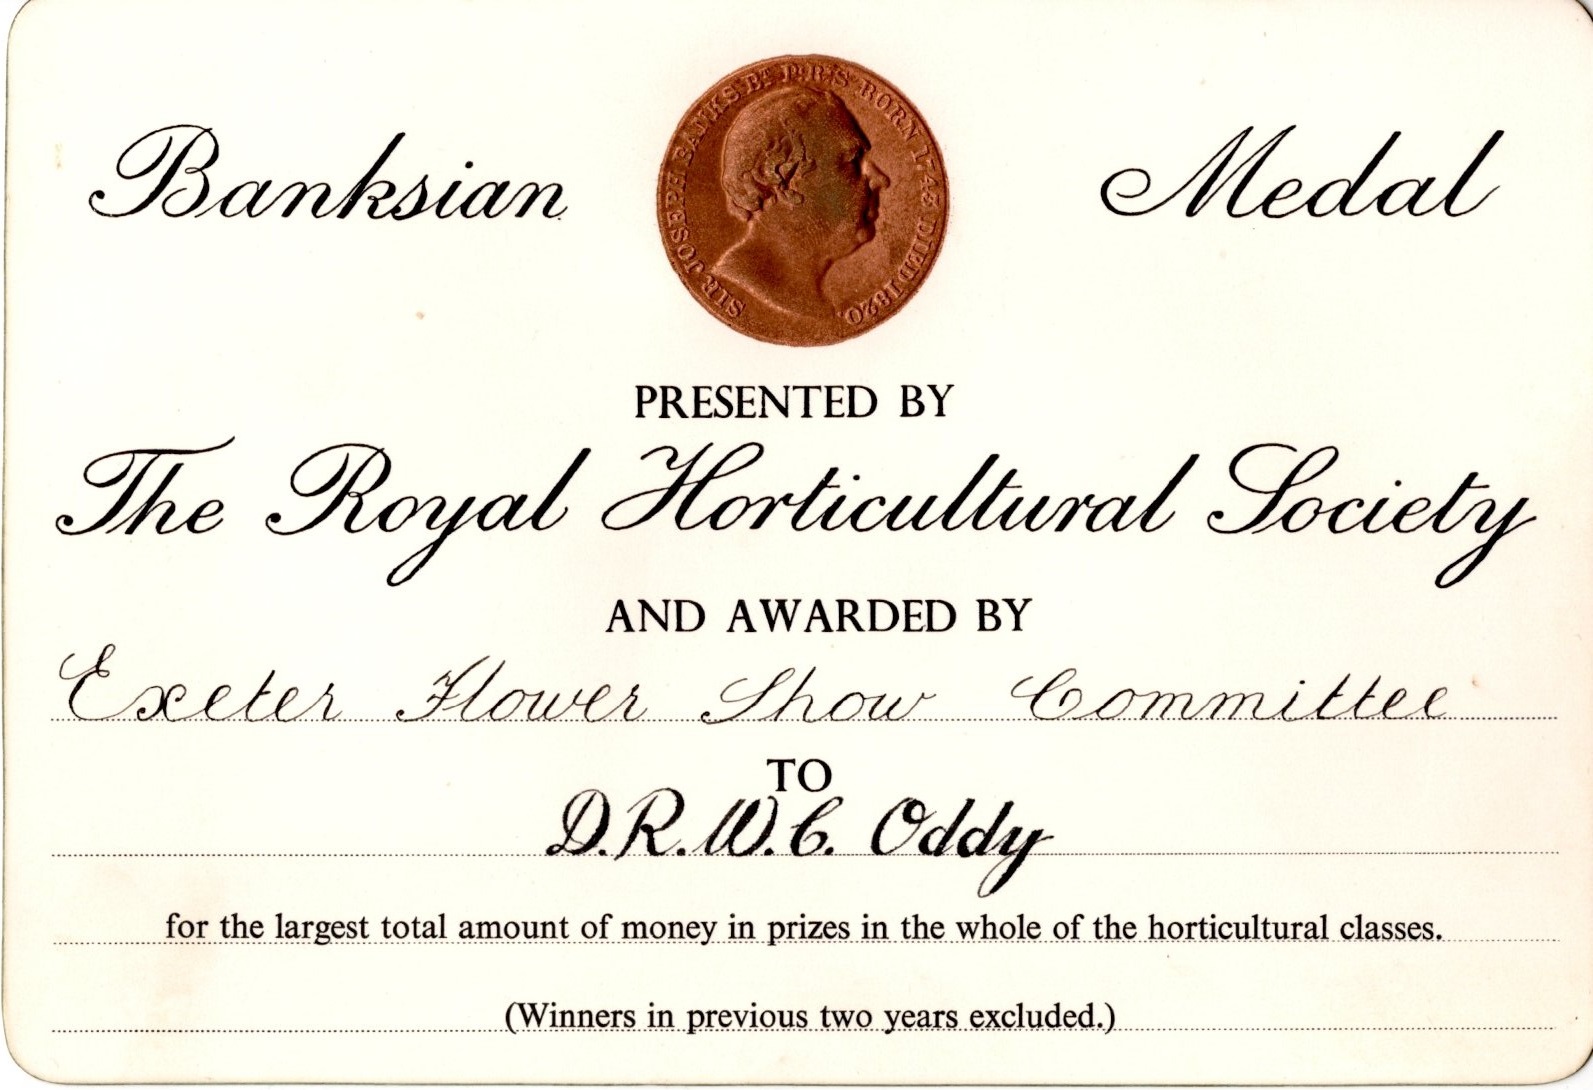 SIR JOSEPH BANKS BT. P.R.S. BORN 1743 DIED 1820.
Banksian Medal
PRESENTED BY
The Royal Horticultural Society
AND AWARDED BY
Exeter Flower Show Committee
TO
D.R.W.C. Oddy
for the largest total amount of money in prizes in the whole of the horticultural classes.
(Winners in previous two years excluded.)